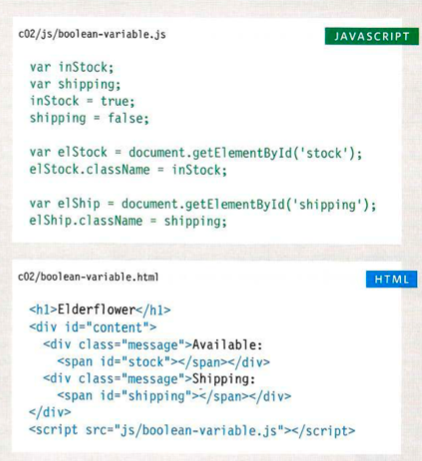 c02/js/boolean-variable.js
JAVASCRIPT
var inStock;
var shipping;
inStock = true;
shipping = false;

var elStock = document.getElementById('stock');
elStock.className = inStock;

var elShip = document.getElementById('shipping');
elShip.className = shipping;

c02/boolean-variable.html
HTML
<h1>Elderflower</h1>
<div id="content">
  <div class="message">Available:
    <span id="stock"></span></div>
  <div class="message">Shipping:
    <span id="shipping"></span></div>
</div>
<script src="js/boolean-variable.js"></script>